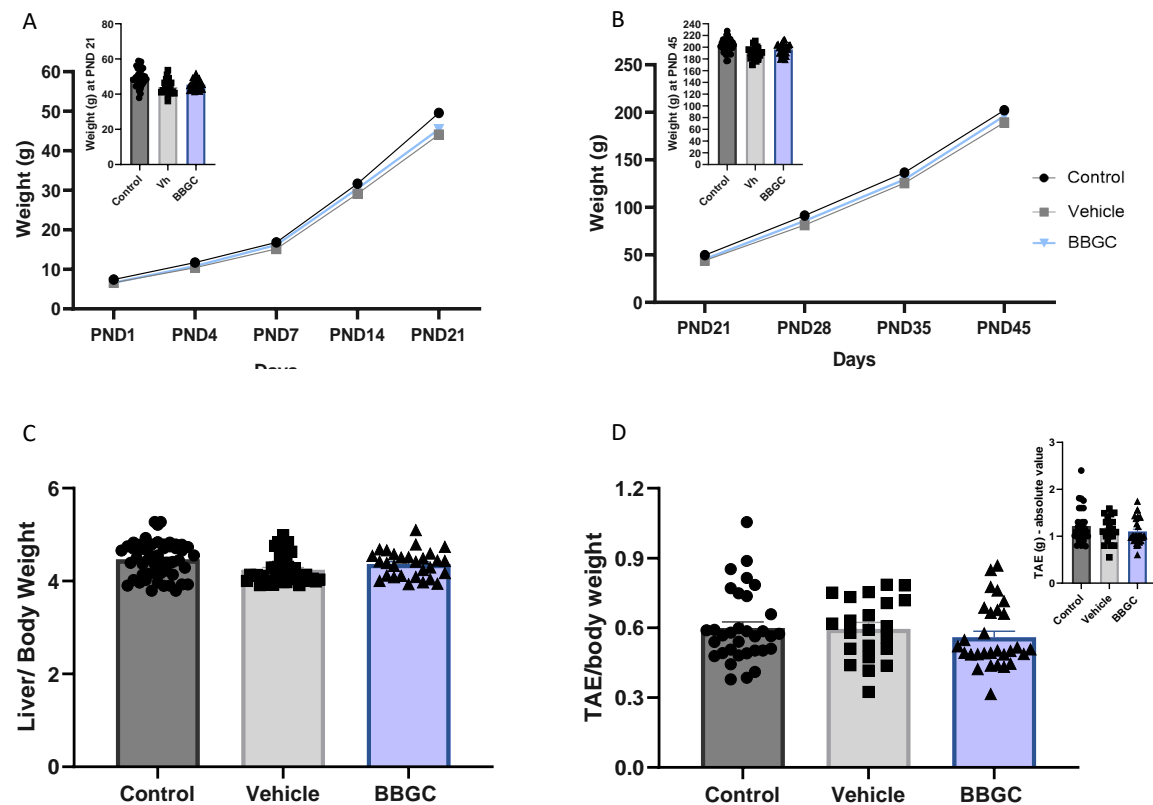 A
Weight (g)
60
50
40
30
20
10
0
PND1 PND4 PND7 PND14 PND21
Days
Weight (g) at PND 21
80
60
40
20
0
Control Vh BBGC
B
Weight (g)
250
200
150
100
50
0
PND21 PND28 PND35 PND45
Days
Weight (g) at PND 45
240
220
200
180
160
140
120
100
80
60
40
20
0
Control Vh BBGC
Control
Vehicle
BBGC
C
Liver/ Body Weight
6
4
2
0
Control Vehicle BBGC
D
TAE/body weight
1.2
0.9
0.6
0.3
0.0
Control Vehicle BBGC
TAE (g) - absolute value
3
2
1
0
Control Vehicle BBGC